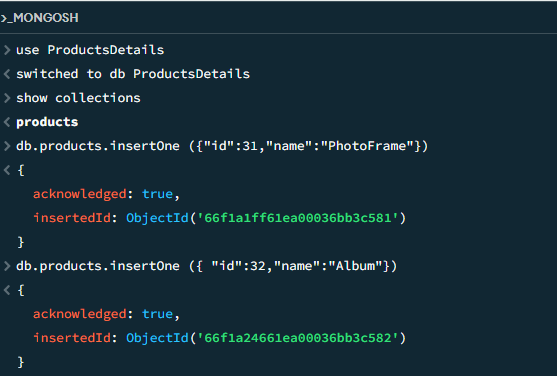 >_MONGOSH
> use ProductsDetails
< switched to db ProductsDetails
> show collections
< products
> db.products.insertOne ({"id":31,"name":"PhotoFrame"})
< {
acknowledged: true,
insertedId: ObjectId('66f1a1ff61ea00036bb3c581')
}
> db.products.insertOne ({ "id":32,"name":"Album"})
< {
acknowledged: true,
insertedId: ObjectId('66f1a24661ea00036bb3c582')
}